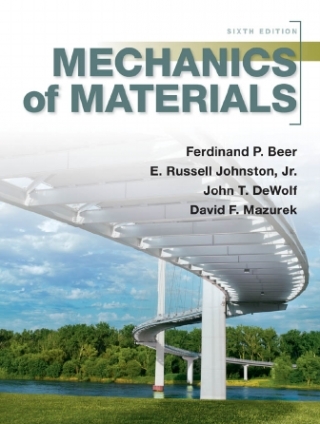 SIXTH EDITION
MECHANICS
of MATERIALS
Ferdinand P. Beer
E. Russell Johnston, Jr.
John T. DeWolf
David F. Mazurek